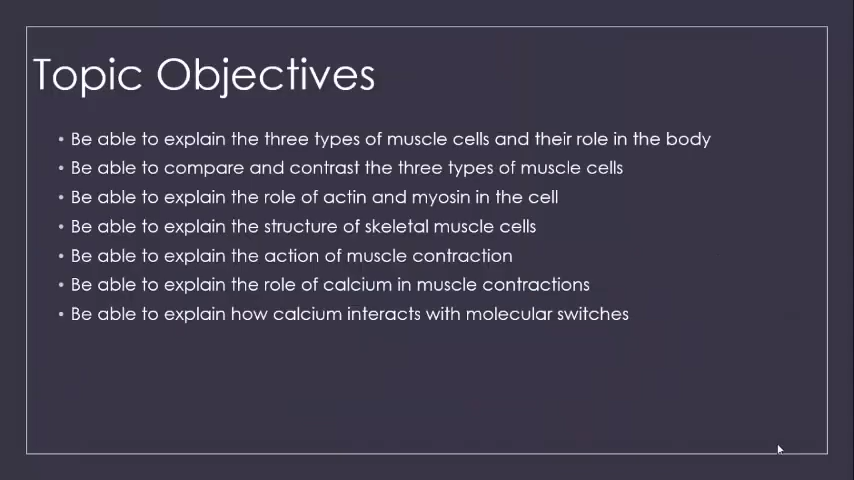 Topic Objectives
• Be able to explain the three types of muscle cells and their role in the body
• Be able to compare and contrast the three types of muscle cells
• Be able to explain the role of actin and myosin in the cell
• Be able to explain the structure of skeletal muscle cells
• Be able to explain the action of muscle contraction
• Be able to explain the role of calcium in muscle contractions
• Be able to explain how calcium interacts with molecular switches